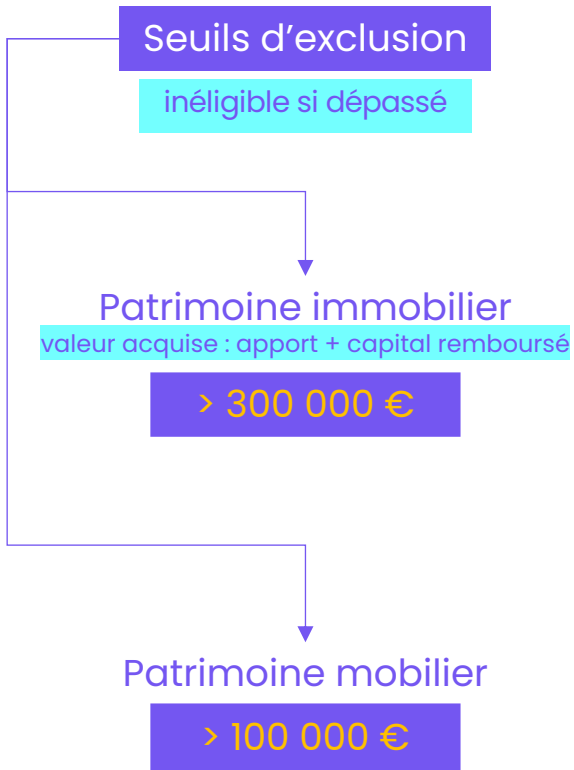 Seuils d’exclusion
inéligible si dépassé
Patrimoine immobilier
valeur acquise : apport + capital remboursé
> 300 000 €
Patrimoine mobilier
> 100 000 €